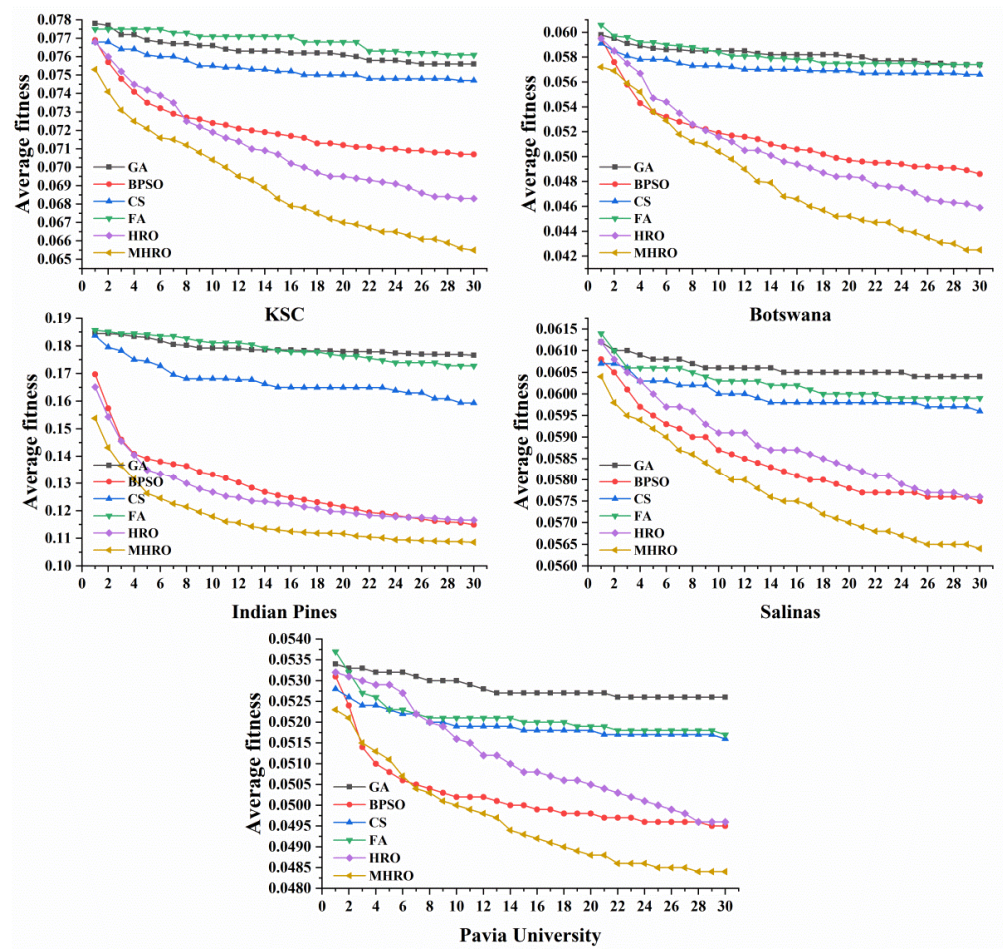 Average fitness
0.078
0.077
0.076
0.075
0.074
0.073
0.072
0.071
0.070
0.069
0.068
0.067
0.066
0.065
GA
BPSO
CS
FA
HRO
MHRO
0 2 4 6 8 10 12 14 16 18 20 22 24 26 28 30
KSC
Average fitness
0.060
0.058
0.056
0.054
0.052
0.050
0.048
0.046
0.044
0.042
GA
BPSO
CS
FA
HRO
MHRO
0 2 4 6 8 10 12 14 16 18 20 22 24 26 28 30
Botswana
Average fitness
0.19
0.18
0.17
0.16
0.15
0.14
0.13
0.12
0.11
0.10
GA
BPSO
CS
FA
HRO
MHRO
0 2 4 6 8 10 12 14 16 18 20 22 24 26 28 30
Indian Pines
Average fitness
0.0615
0.0610
0.0605
0.0600
0.0595
0.0590
0.0585
0.0580
0.0575
0.0570
0.0565
0.0560
GA
BPSO
CS
FA
HRO
MHRO
0 2 4 6 8 10 12 14 16 18 20 22 24 26 28 30
Salinas
Average fitness
0.0540
0.0535
0.0530
0.0525
0.0520
0.0515
0.0510
0.0505
0.0500
0.0495
0.0490
0.0485
0.0480
GA
BPSO
CS
FA
HRO
MHRO
0 2 4 6 8 10 12 14 16 18 20 22 24 26 28 30
Pavia University